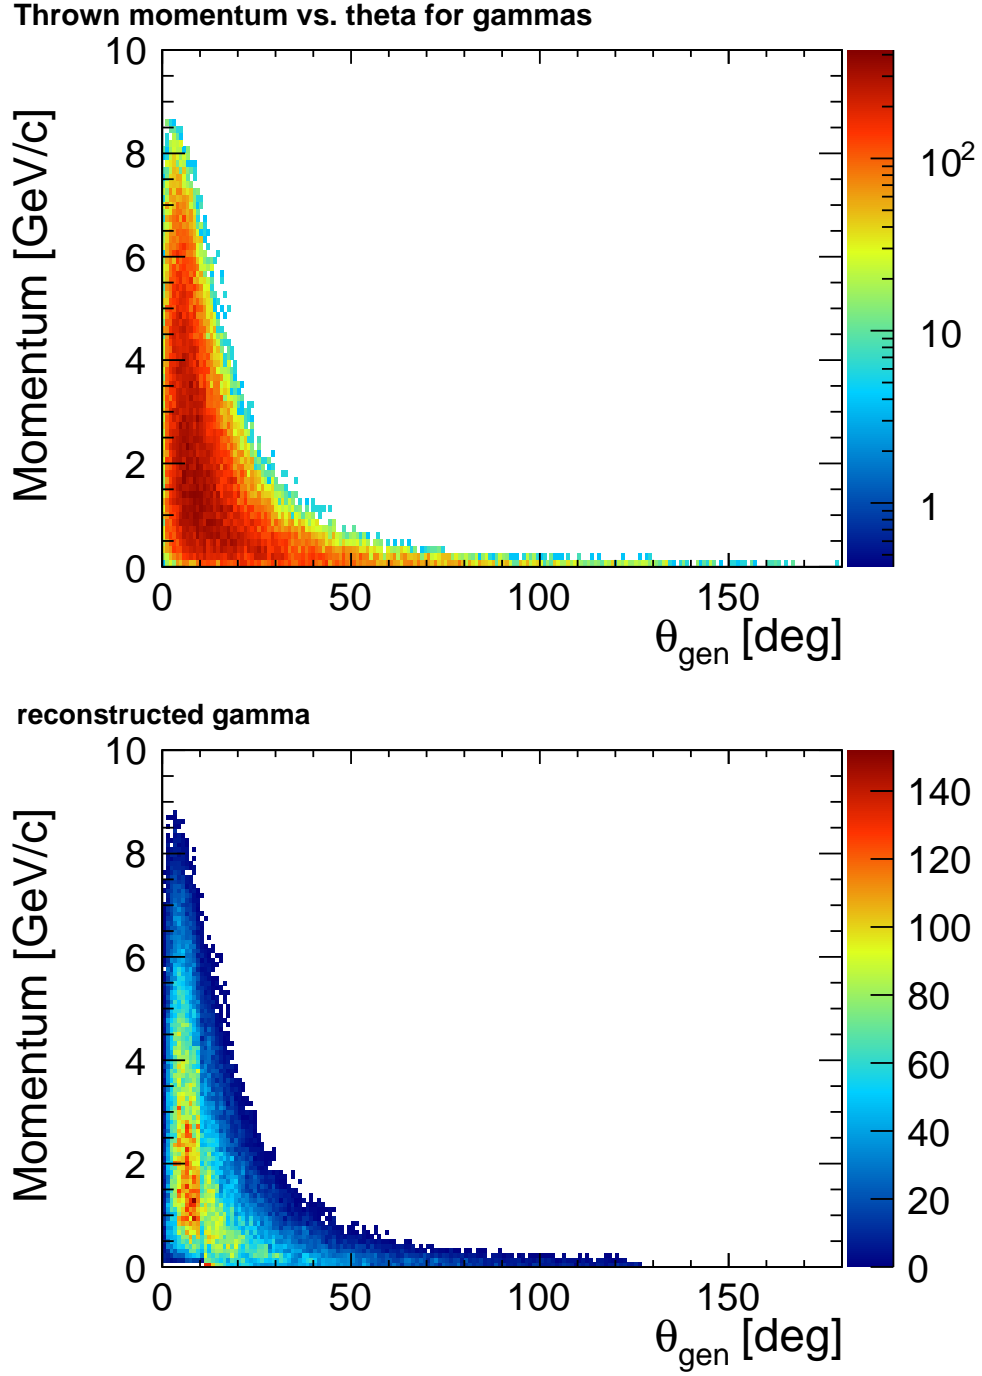 Thrown momentum vs. theta for gammas
Momentum [GeV/c]
10
8
6
4
2
0
0 50 100 150
θgen [deg]
10²
10
1
reconstructed gamma
Momentum [GeV/c]
10
8
6
4
2
0
0 50 100 150
θgen [deg]
140
120
100
80
60
40
20
0